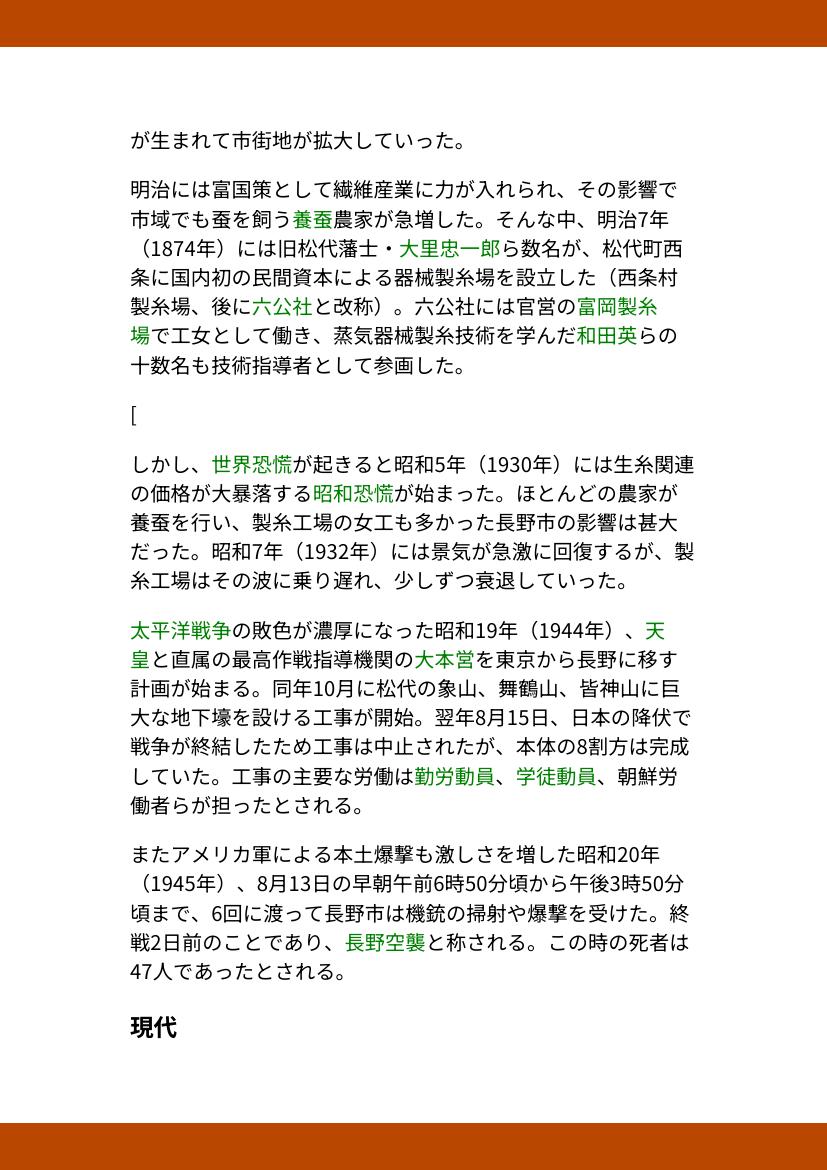 が生まれて市街地が拡大していった。
明治には富国策として繊維産業に力が入れられ、その影響で
市域でも蚕を飼う養蚕農家が急増した。そんな中、明治7年
（1874年）には旧松代藩士・大里忠一郎ら数名が、松代町西
条に国内初の民間資本による器械製糸場を設立した（西条村
製糸場、後に六公社と改称）。六公社には官営の富岡製糸
場で工女として働き、蒸気器械製糸技術を学んだ和田英らの
十数名も技術指導者として参画した。
[
しかし、世界恐慌が起きると昭和5年（1930年）には生糸関連
の価格が大暴落する昭和恐慌が始まった。ほとんどの農家が
養蚕を行い、製糸工場の女工も多かった長野市の影響は甚大
だった。昭和7年（1932年）には景気が急激に回復するが、製
糸工場はその波に乗り遅れ、少しずつ衰退していった。
太平洋戦争の敗色が濃厚になった昭和19年（1944年）、天
皇と直属の最高作戦指導機関の大本営を東京から長野に移す
計画が始まる。同年10月に松代の象山、舞鶴山、皆神山に巨
大な地下壕を設ける工事が開始。翌年8月15日、日本の降伏で
戦争が終結したため工事は中止されたが、本体の8割方は完成
していた。工事の主要な労働は勤労動員、学徒動員、朝鮮労
働者らが担ったとされる。
またアメリカ軍による本土爆撃も激しさを増した昭和20年
（1945年）、8月13日の早朝午前6時50分頃から午後3時50分
頃まで、6回に渡って長野市は機銃の掃射や爆撃を受けた。終
戦2日前のことであり、長野空襲と称される。この時の死者は
47人であったとされる。
現代